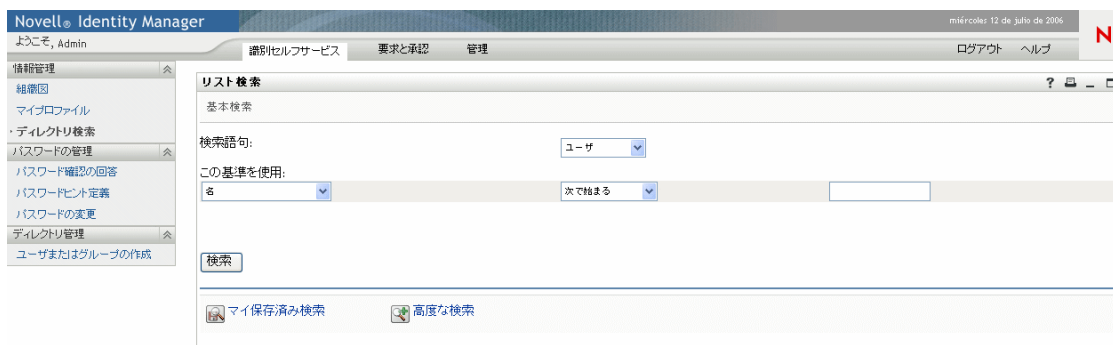 Novell® Identity Manager
miércoles 12 de julio de 2006
ようこそ, Admin
識別セルフサービス 要求と承認 管理 ログアウト ヘルプ
N
情報管理
組織図
マイプロファイル
・ディレクトリ検索
パスワードの管理
パスワード確認の回答
パスワードヒント定義
パスワードの変更
ディレクトリ管理
ユーザまたはグループの作成
リスト検索
基本検索
検索語句:
ユーザ
この基準を使用:
名 次で始まる
検索
マイ保存済み検索 高度な検索